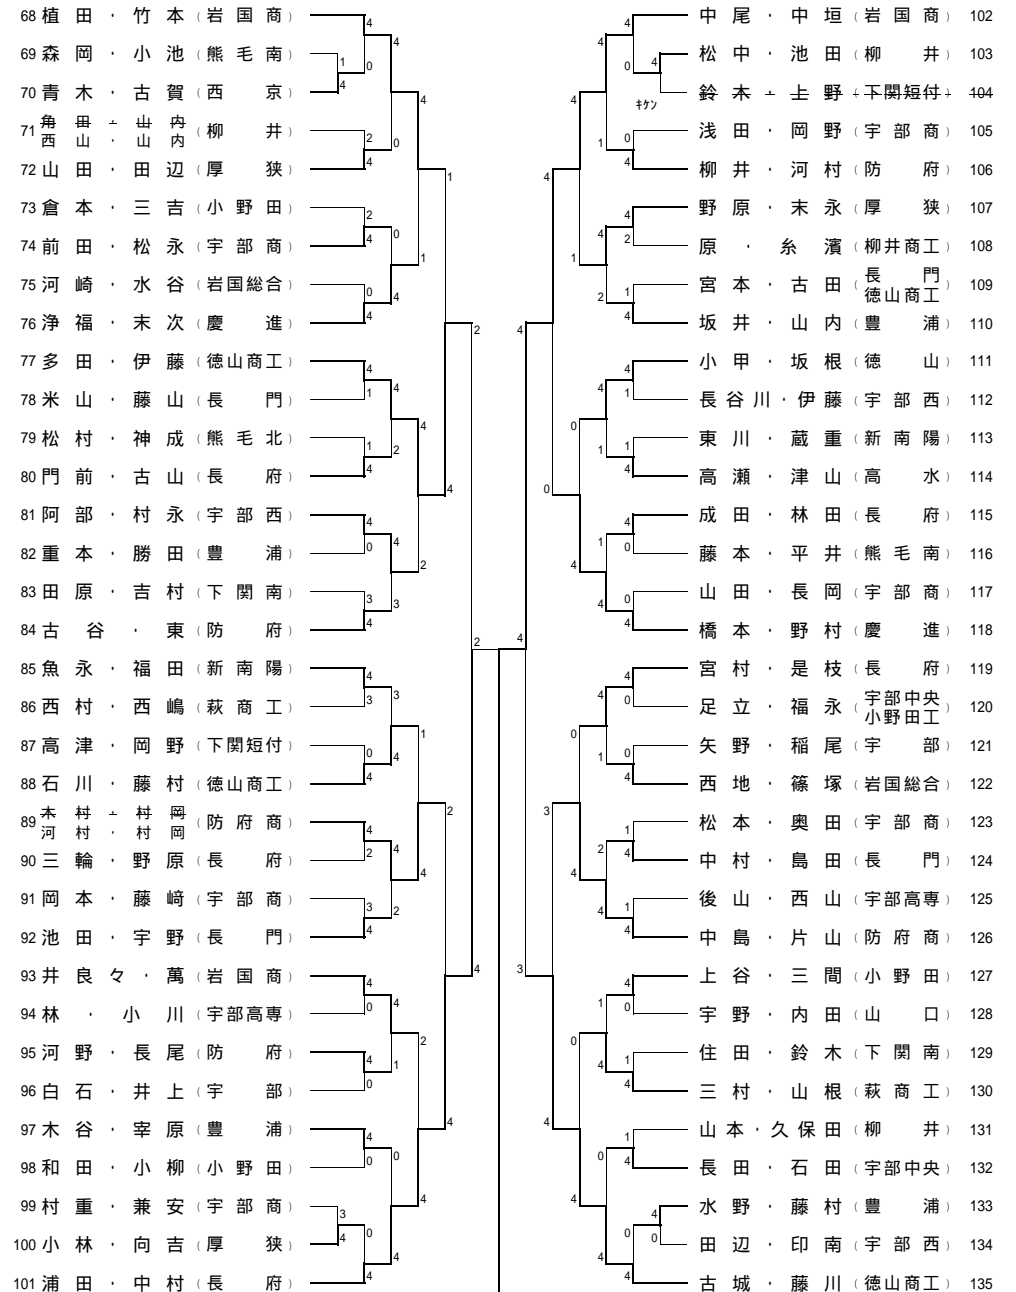 68 植田・竹本（岩国商）
69 森岡・小池（熊毛南）
70 青木・古賀（西京）
71 角田・山内
西山・山内（柳井）
72 山田・田辺（厚狭）
73 倉本・三吉（小野田）
74 前田・松永（宇部商）
75 河崎・水谷（岩国総合）
76 浄福・末次（慶進）
77 多田・伊藤（徳山商工）
78 米山・藤山（長門）
79 松村・神成（熊毛北）
80 門前・古山（長府）
81 阿部・村永（宇部西）
82 重本・勝田（豊浦）
83 田原・吉村（下関南）
84 古谷・東（防府）
85 魚永・福田（新南陽）
86 西村・西嶋（萩商工）
87 高津・岡野（下関短付）
88 石川・藤村（徳山商工）
89 木村・村岡
河村・村岡（防府商）
90 三輪・野原（長府）
91 岡本・藤﨑（宇部商）
92 池田・宇野（長門）
93 井良々・萬（岩国商）
94 林・小川（宇部高専）
95 河野・長尾（防府）
96 白石・井上（宇部）
97 木谷・宰原（豊浦）
98 和田・小柳（小野田）
99 村重・兼安（宇部商）
100 小林・向吉（厚狭）
101 浦田・中村（長府）
中尾・中垣（岩国商） 102
松中・池田（柳井） 103
鈴木・上野（下関短付） 104
ｷｹﾝ
浅田・岡野（宇部商） 105
柳井・河村（防府） 106
野原・末永（厚狭） 107
原・糸濱（柳井商工） 108
宮本・古田（長門
徳山商工） 109
坂井・山内（豊浦） 110
小甲・坂根（徳山） 111
長谷川・伊藤（宇部西） 112
東川・蔵重（新南陽） 113
高瀬・津山（高水） 114
成田・林田（長府） 115
藤本・平井（熊毛南） 116
山田・長岡（宇部商） 117
橋本・野村（慶進） 118
宮村・是枝（長府） 119
足立・福永（宇部中央
小野田工） 120
矢野・稲尾（宇部） 121
西地・篠塚（岩国総合） 122
松本・奥田（宇部商） 123
中村・島田（長門） 124
後山・西山（宇部高専） 125
中島・片山（防府商） 126
上谷・三間（小野田） 127
宇野・内田（山口） 128
住田・鈴木（下関南） 129
三村・山根（萩商工） 130
山本・久保田（柳井） 131
長田・石田（宇部中央） 132
水野・藤村（豊浦） 133
田辺・印南（宇部西） 134
古城・藤川（徳山商工） 135